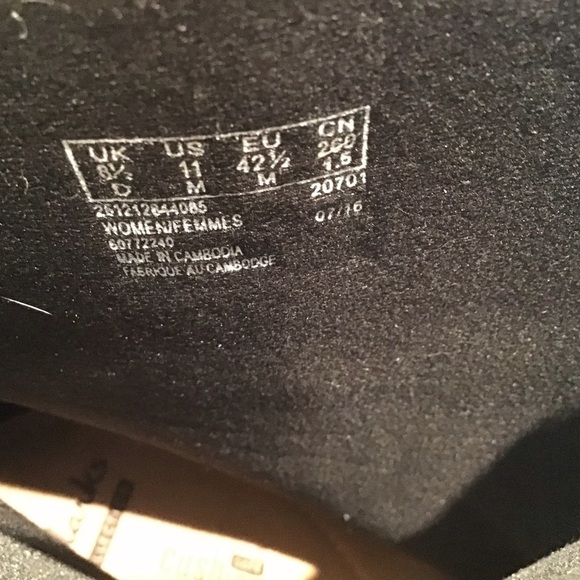 UK US EU CN
8½ 11 42½ 260
D M M 1.5
20701
261212844085
WOMEN/FEMMES 07/16
60772240
MADE IN CAMBODIA
FABRIQUE AU CAMBODGE